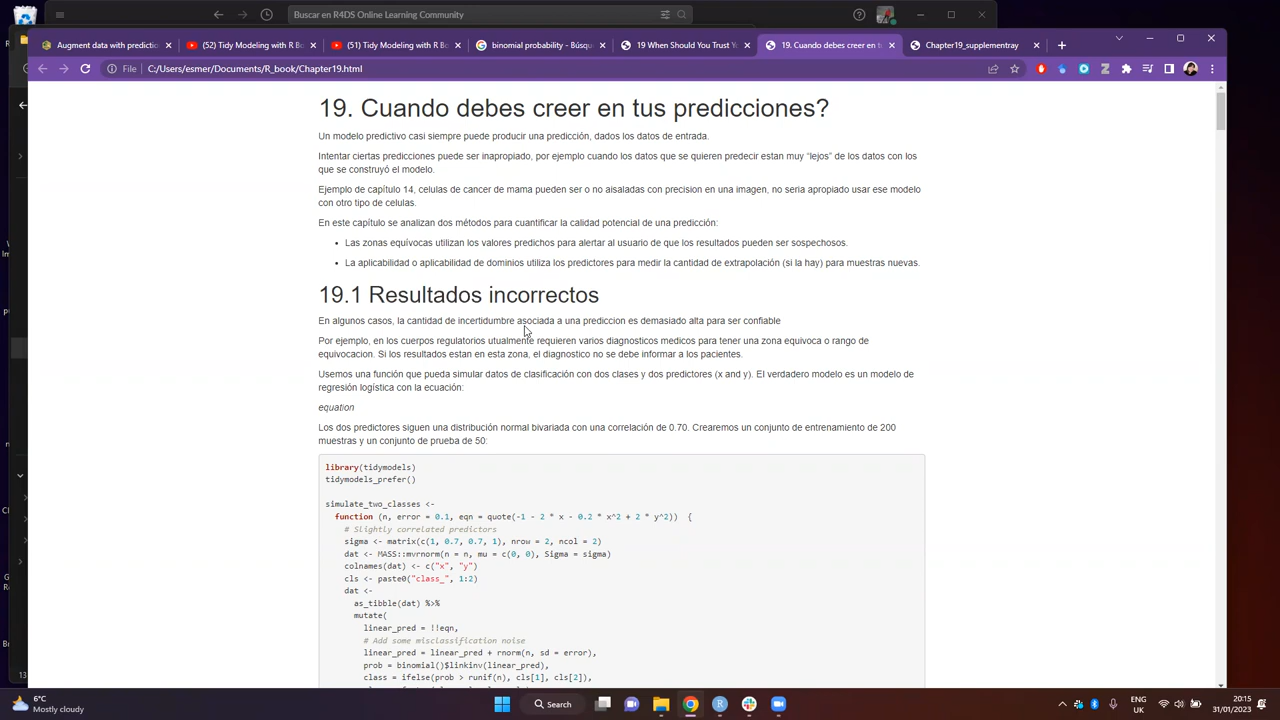 Buscar en R4DS Online Learning Community
Augment data with predictio
(52) Tidy Modeling with R Bo
(51) Tidy Modeling with R Bo
binomial probability - Búsqu
19 When Should You Trust Yo
19. Cuando debes creer en tu
Chapter19_supplementray
File
C:/Users/esmer/Documents/R_book/Chapter19.html
19. Cuando debes creer en tus predicciones?
Un modelo predictivo casi siempre puede producir una predicción, dados los datos de entrada.
Intentar ciertas predicciones puede ser inapropiado, por ejemplo cuando los datos que se quieren predecir estan muy “lejos” de los datos con los
que se construyó el modelo.
Ejemplo de capítulo 14, celulas de cancer de mama pueden ser o no aisaladas con precision en una imagen, no seria apropiado usar ese modelo
con otro tipo de celulas.
En este capítulo se analizan dos métodos para cuantificar la calidad potencial de una predicción:
• Las zonas equívocas utilizan los valores predichos para alertar al usuario de que los resultados pueden ser sospechosos.
• La aplicabilidad o aplicabilidad de dominios utiliza los predictores para medir la cantidad de extrapolación (si la hay) para muestras nuevas.
19.1 Resultados incorrectos
En algunos casos, la cantidad de incertidumbre asociada a una prediccion es demasiado alta para ser confiable
Por ejemplo, en los cuerpos regulatorios utualmente requieren varios diagnosticos medicos para tener una zona equivoca o rango de
equivocacion. Si los resultados estan en esta zona, el diagnostico no se debe informar a los pacientes.
Usemos una función que pueda simular datos de clasificación con dos clases y dos predictores (x and y). El verdadero modelo es un modelo de
regresión logística con la ecuación:
equation
Los dos predictores siguen una distribución normal bivariada con una correlación de 0.70. Crearemos un conjunto de entrenamiento de 200
muestras y un conjunto de prueba de 50:
library(tidymodels)
tidymodels_prefer()
simulate_two_classes <-
function (n, error = 0.1, eqn = quote(-1 - 2 * x - 0.2 * x^2 + 2 * y^2)) {
# Slightly correlated predictors
sigma <- matrix(c(1, 0.7, 0.7, 1), nrow = 2, ncol = 2)
dat <- MASS::mvrnorm(n = n, mu = c(0, 0), Sigma = sigma)
colnames(dat) <- c("x", "y")
cls <- paste0("class_", 1:2)
dat <-
as_tibble(dat) %>%
mutate(
linear_pred = !!eqn,
# Add some misclassification noise
linear_pred = linear_pred + rnorm(n, sd = error),
prob = binomial()$linkinv(linear_pred),
class = ifelse(prob > runif(n), cls[1], cls[2]),
6°C
Mostly cloudy
Search
ENG
UK
20:15
31/01/2023